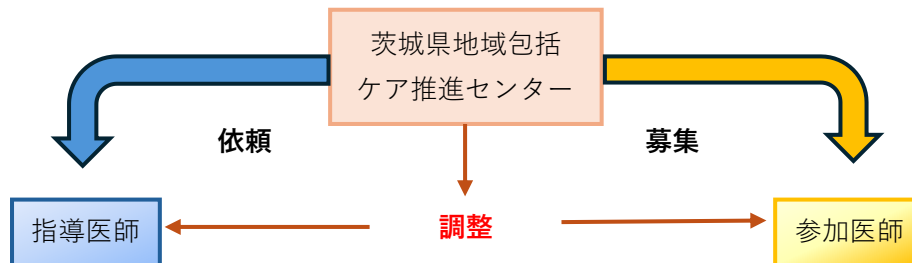 茨城県地域包括
ケア推進センター
依頼
募集
指導医師
調整
参加医師